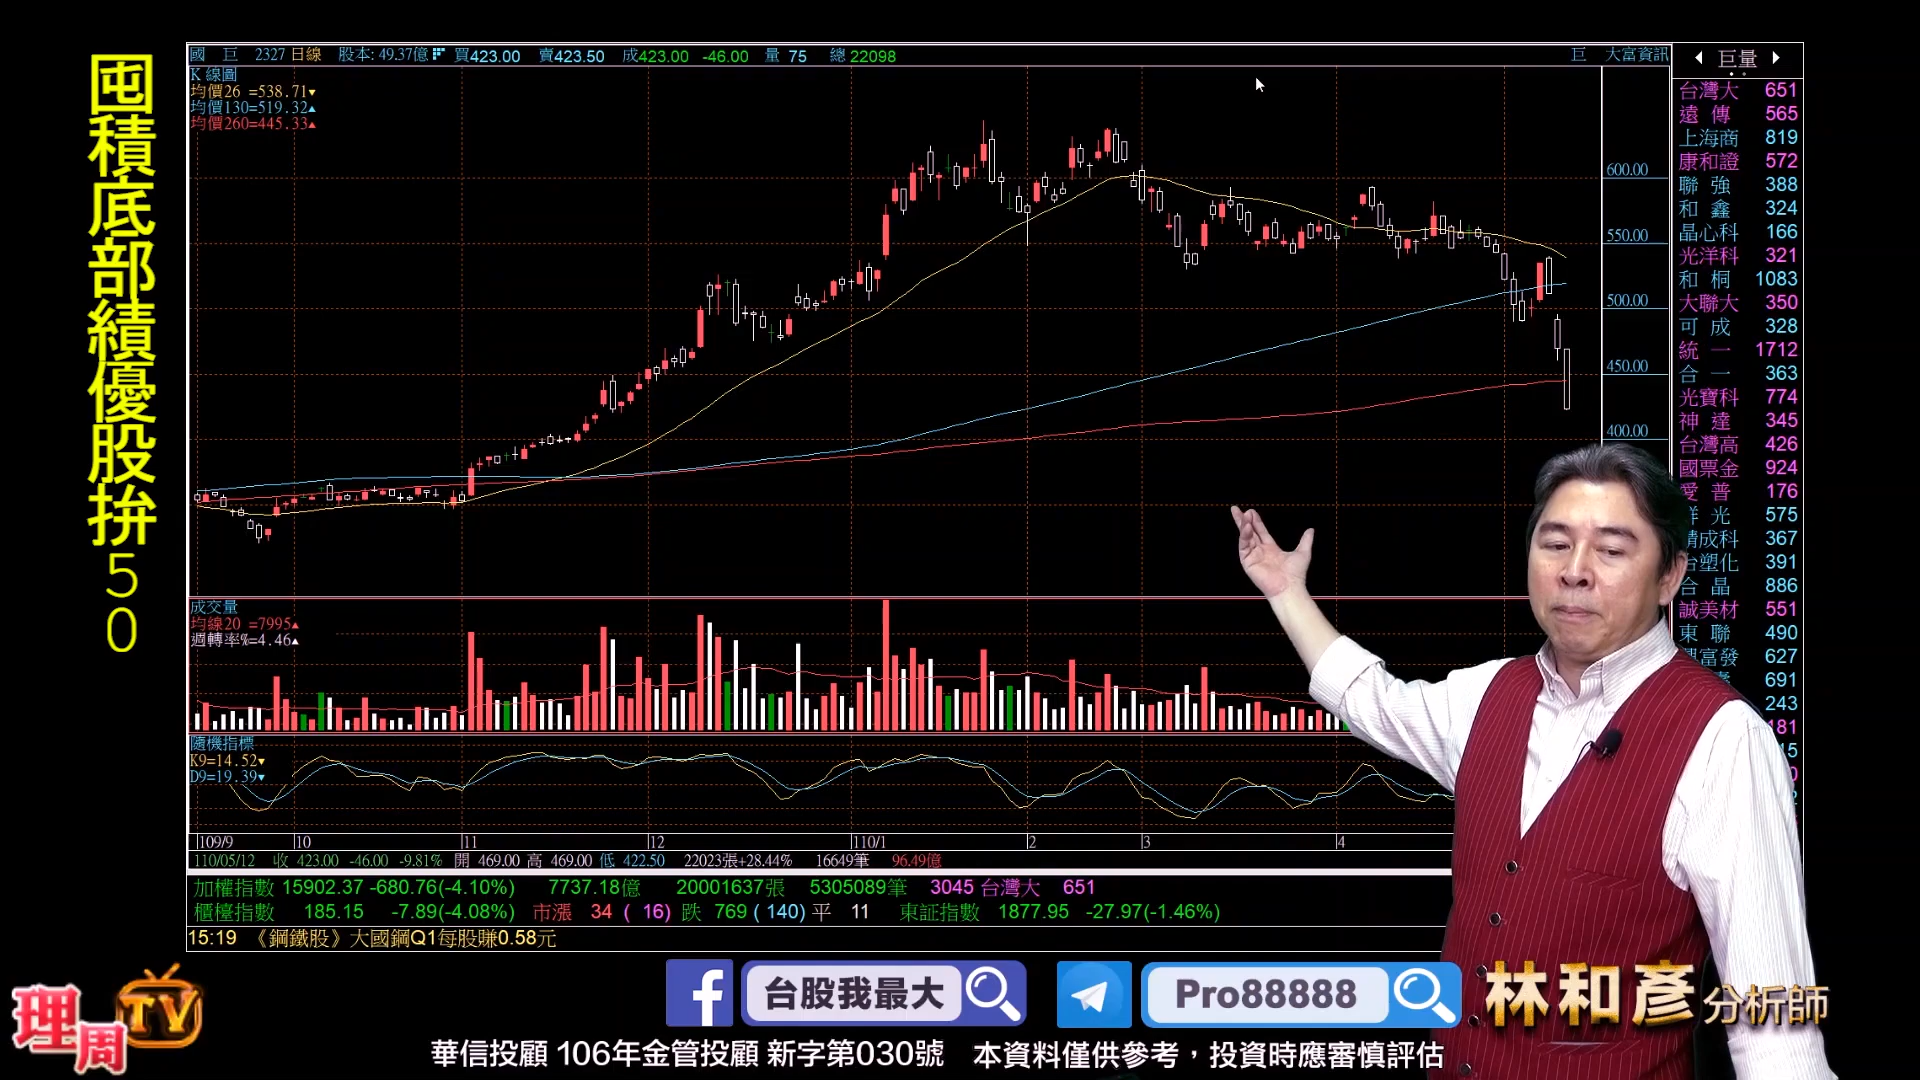 囤積底部績優股拚50
國 巨 2327 日線 股本: 49.37億 買423.00 賣423.50 成423.00 -46.00 量 75 總 22098 巨 大富資訊
K 線圖
均價26 =538.71▼
均價130=519.32▲
均價260=445.33▲
600.00
550.00
500.00
450.00
400.00
成交量
均線20 =7995▲
週轉率%=4.46▲
隨機指標
K9=14.52▼
D9=19.39▼
109/9 10 11 12 110/1 2 3 4
110/05/12 收 423.00 -46.00 -9.81% 開 469.00 高 469.00 低 422.50 22023張+28.44% 16649筆 96.49億
加權指數 15902.37 -680.76(-4.10%) 7737.18億 20001637張 5305089筆 3045 台灣大 651
櫃檯指數 185.15 -7.89(-4.08%) 市漲 34 ( 16) 跌 769 (140) 平 11 東証指數 1877.95 -27.97(-1.46%)
15:19 《鋼鐵股》大國鋼Q1每股賺0.58元
巨量
台灣大 651
遠 傳 565
上海商 819
康和證 572
聯 強 388
和 鑫 324
晶心科 166
光洋科 321
和 桐 1083
大聯大 350
可 成 328
統 一 1712
合 一 363
光寶科 774
神 達 345
台灣高 426
國票金 924
愛 普 176
光 575
成科 367
塑化 391
合 晶 886
誠美材 551
東 聯 490
富發 627
691
243
181
理周TV
台股我最大
Pro88888
林和彥 分析師
華信投顧 106年金管投顧 新字第030號 本資料僅供參考，投資時應審慎評估